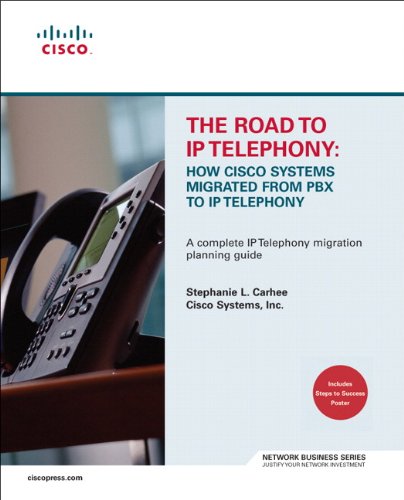 CISCO.
THE ROAD TO
IP TELEPHONY:
HOW CISCO SYSTEMS
MIGRATED FROM PBX
TO IP TELEPHONY
A complete IP Telephony migration
planning guide
Stephanie L. Carhee
Cisco Systems, Inc.
Includes
Steps to Success
Poster
ciscopress.com
NETWORK BUSINESS SERIES
JUSTIFY YOUR NETWORK INVESTMENT